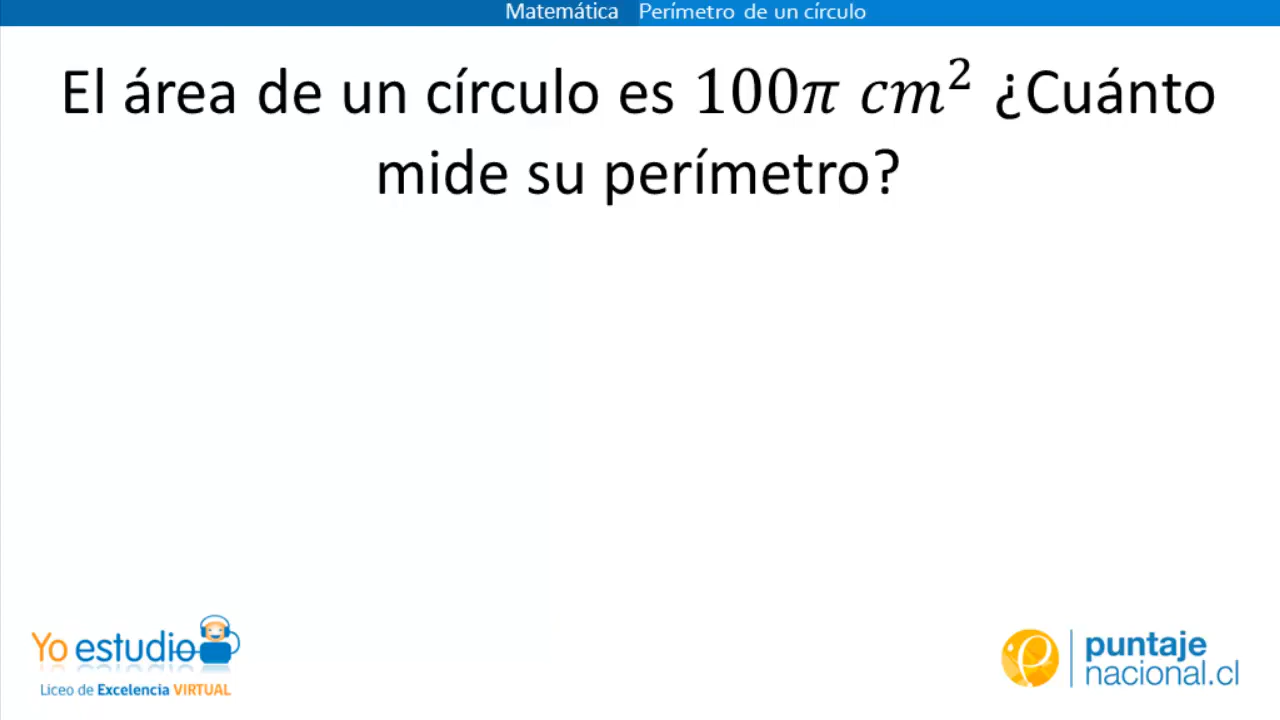 Matemática Perímetro de un círculo
El área de un círculo es 100π cm² ¿Cuánto
mide su perímetro?
Yo estudio
Liceo de Excelencia VIRTUAL
puntaje
nacional.cl